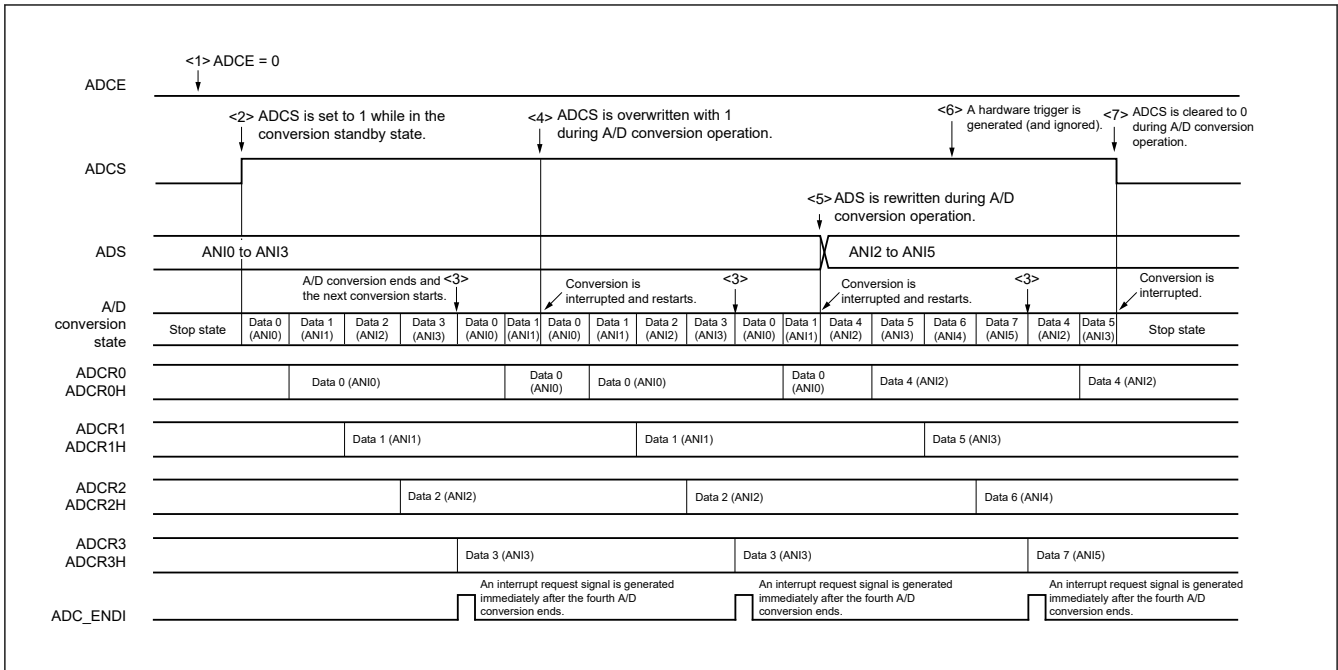 <1> ADCE = 0
ADCE
<2> ADCS is set to 1 while in the
conversion standby state.
<4> ADCS is overwritten with 1
during A/D conversion operation.
<6> A hardware trigger is
generated (and ignored).
<7> ADCS is cleared to 0
during A/D conversion
operation.
ADCS
<5> ADS is rewritten during A/D
conversion operation.
ADS
ANI0 to ANI3
ANI2 to ANI5
A/D conversion ends and
the next conversion starts.
<3>
Conversion is
interrupted and restarts.
<3>
Conversion is
interrupted and restarts.
<3>
Conversion is
interrupted.
A/D
conversion
state
Stop state
Data 0
(ANI0)
Data 1
(ANI1)
Data 2
(ANI2)
Data 3
(ANI3)
Data 0
(ANI0)
Data 1
(ANI1)
Data 0
(ANI0)
Data 1
(ANI1)
Data 2
(ANI2)
Data 3
(ANI3)
Data 0
(ANI0)
Data 1
(ANI1)
Data 4
(ANI2)
Data 5
(ANI3)
Data 6
(ANI4)
Data 7
(ANI5)
Data 4
(ANI2)
Data 5
(ANI3)
Stop state
ADCR0
ADCR0H
Data 0 (ANI0)
Data 0
(ANI0)
Data 0 (ANI0)
Data 0
(ANI0)
Data 4 (ANI2)
Data 4 (ANI2)
ADCR1
ADCR1H
Data 1 (ANI1)
Data 1 (ANI1)
Data 5 (ANI3)
ADCR2
ADCR2H
Data 2 (ANI2)
Data 2 (ANI2)
Data 6 (ANI4)
ADCR3
ADCR3H
Data 3 (ANI3)
Data 3 (ANI3)
Data 7 (ANI5)
ADC_ENDI
An interrupt request signal is generated
immediately after the fourth A/D
conversion ends.
An interrupt request signal is generated
immediately after the fourth A/D
conversion ends.
An interrupt request signal is generated
immediately after the fourth A/D
conversion ends.